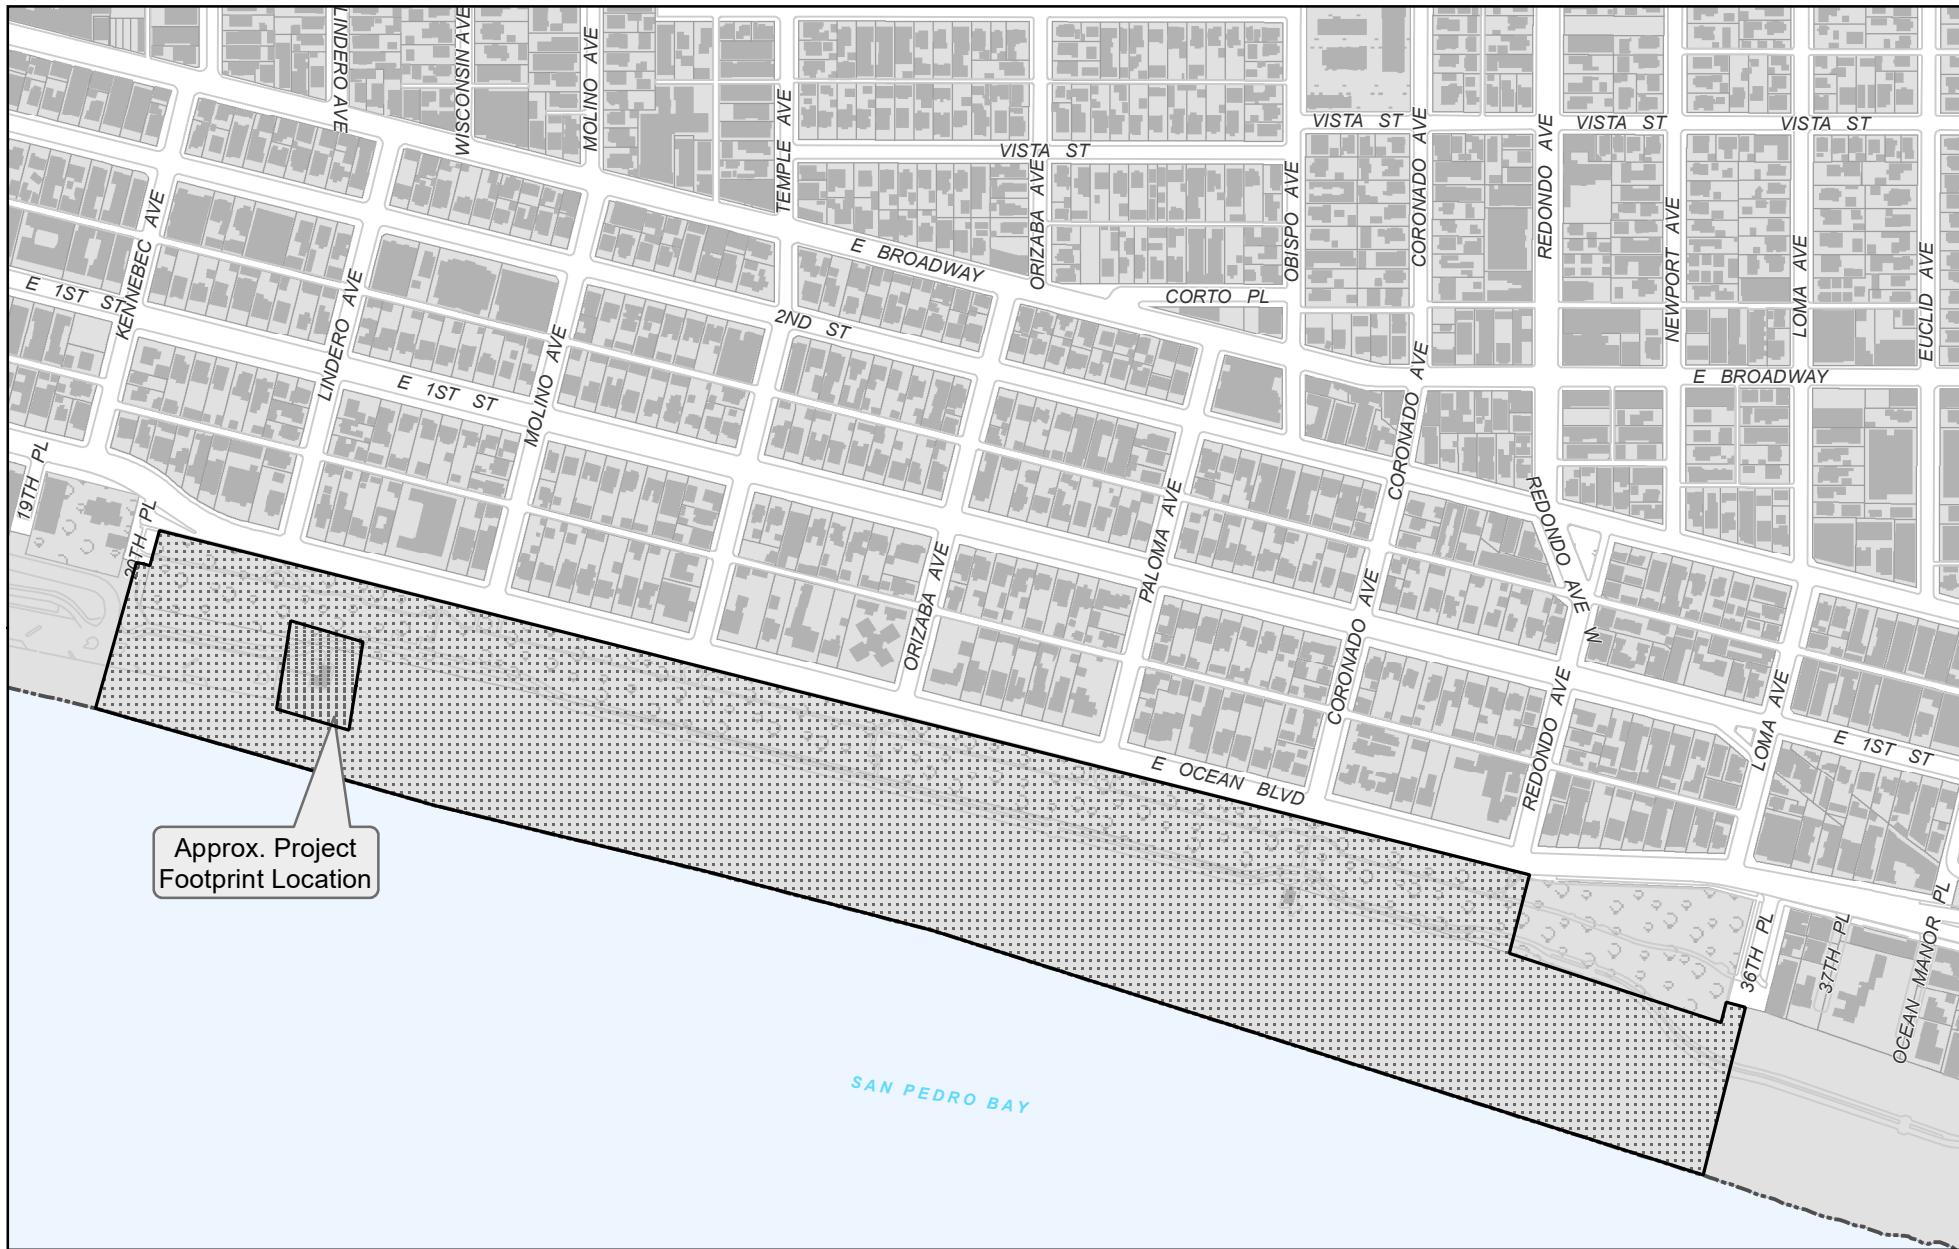 LINDERO AVE
WISCONSIN AVE
MOLINO AVE
TEMPLE AVE
VISTA ST
VISTA ST
VISTA ST
VISTA ST
ORIZABA AVE
OBISPO AVE
CORONADO AVE
REDONDO AVE
NEWPORT AVE
LOMA AVE
EUCLID AVE
KENNEBEC AVE
E 1ST ST
LINDERO AVE
E BROADWAY
CORTO PL
2ND ST
MOLINO AVE
E 1ST ST
CORONADO AVE
E BROADWAY
19TH PL
20TH PL
ORIZABA AVE
PALOMA AVE
CORONADO AVE
REDONDO AVE W
REDONDO AVE
LOMA AVE
E 1ST ST
E OCEAN BLVD
Approx. Project
Footprint Location
36TH PL
37TH PL
OCEAN MANOR PL
SAN PEDRO BAY